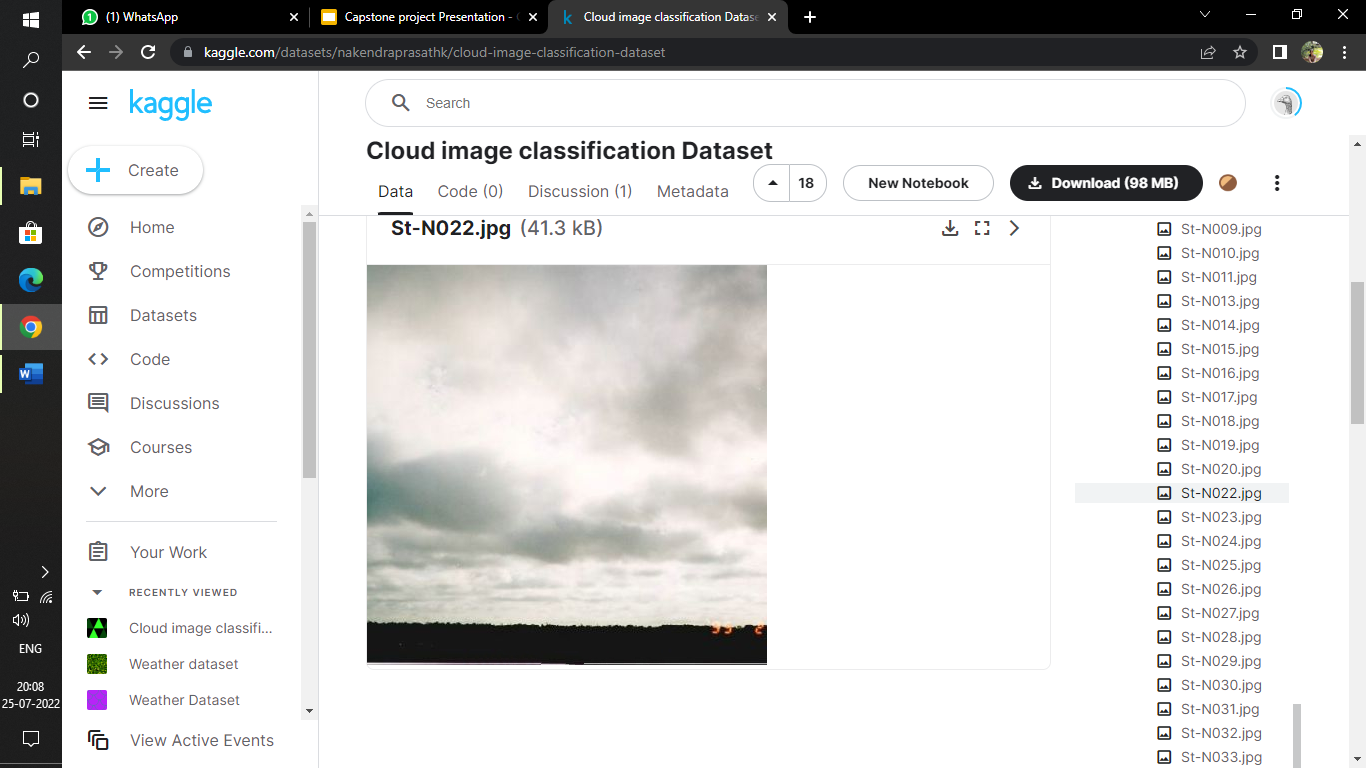 (1) WhatsApp
Capstone project Presentation -
Cloud image classification Datase
kaggle.com/datasets/nakendraprasathk/cloud-image-classification-dataset
kaggle
Search
Create
Home
Competitions
Datasets
Code
Discussions
Courses
More
Your Work
RECENTLY VIEWED
Cloud image classifi...
Weather dataset
Weather Dataset
View Active Events
Cloud image classification Dataset
Data Code (0) Discussion (1) Metadata
18
New Notebook
Download (98 MB)
St-N022.jpg (41.3 kB)
St-N009.jpg
St-N010.jpg
St-N011.jpg
St-N013.jpg
St-N014.jpg
St-N015.jpg
St-N016.jpg
St-N017.jpg
St-N018.jpg
St-N019.jpg
St-N020.jpg
St-N022.jpg
St-N023.jpg
St-N024.jpg
St-N025.jpg
St-N026.jpg
St-N027.jpg
St-N028.jpg
St-N029.jpg
St-N030.jpg
St-N031.jpg
St-N032.jpg
St-N033.jpg
ENG
20:08
25-07-2022